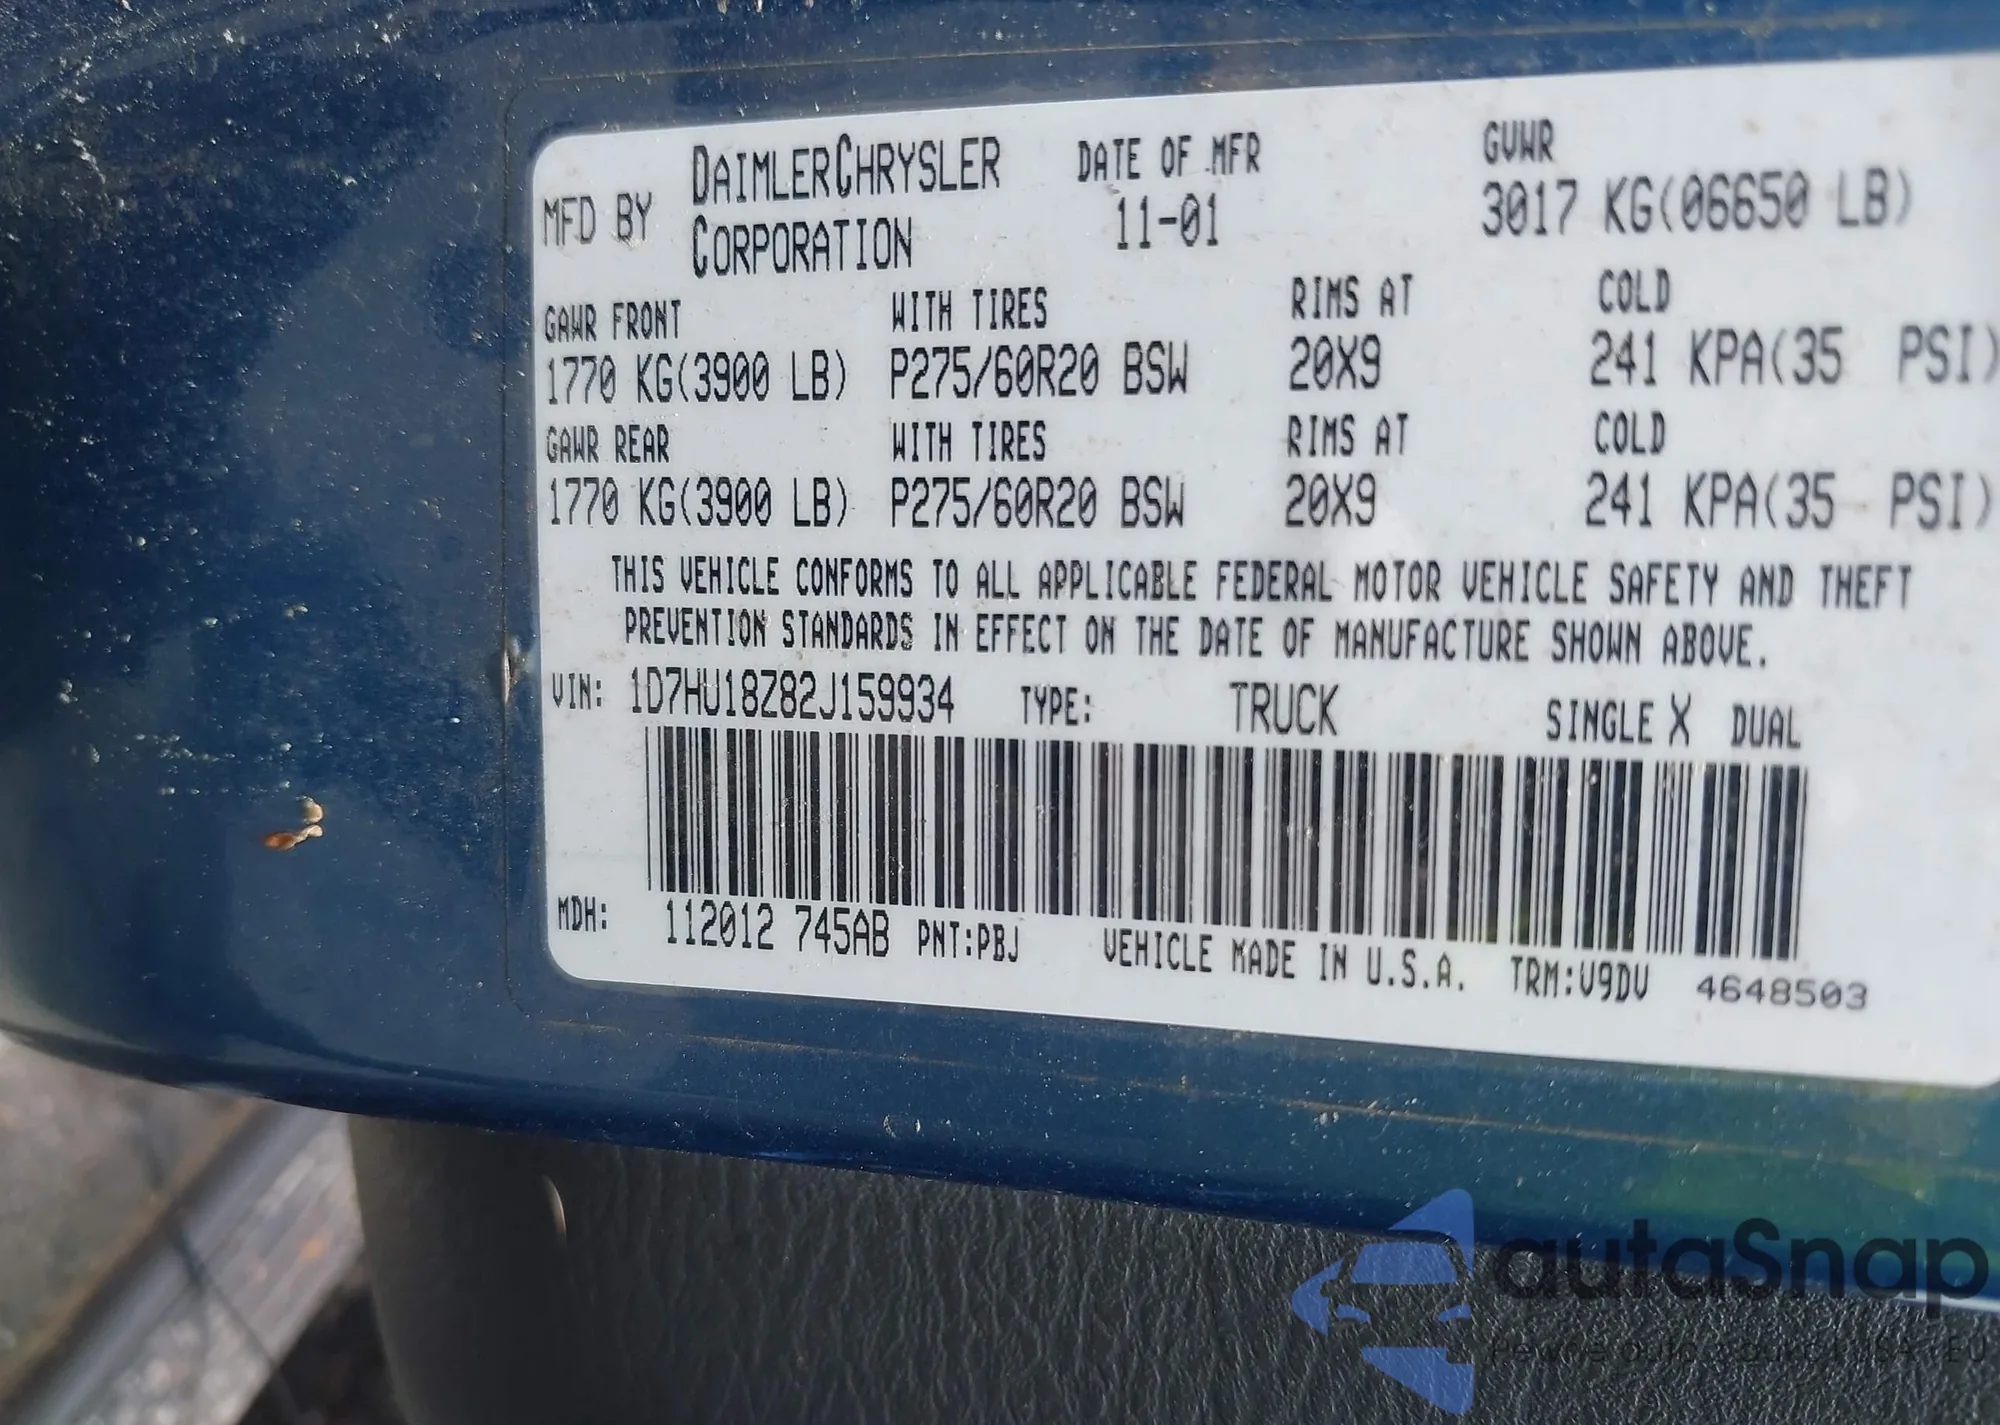 MFD BY DAIMLERCHRYSLER CORPORATION
DATE OF MFR 11-01
GVWR 3017 KG(06650 LB)
GAWR FRONT WITH TIRES RIMS AT COLD
1770 KG(3900 LB) P275/60R20 BSW 20X9 241 KPA(35 PSI)
GAWR REAR WITH TIRES RIMS AT COLD
1770 KG(3900 LB) P275/60R20 BSW 20X9 241 KPA(35 PSI)
THIS VEHICLE CONFORMS TO ALL APPLICABLE FEDERAL MOTOR VEHICLE SAFETY AND THEFT
PREVENTION STANDARDS IN EFFECT ON THE DATE OF MANUFACTURE SHOWN ABOVE.
VIN: 1D7HU18Z82J159934 TYPE: TRUCK SINGLE X DUAL
MDH: 112012 745AB PNT:PBJ VEHICLE MADE IN U.S.A. TRM:V9DV 4648503
autaSnap